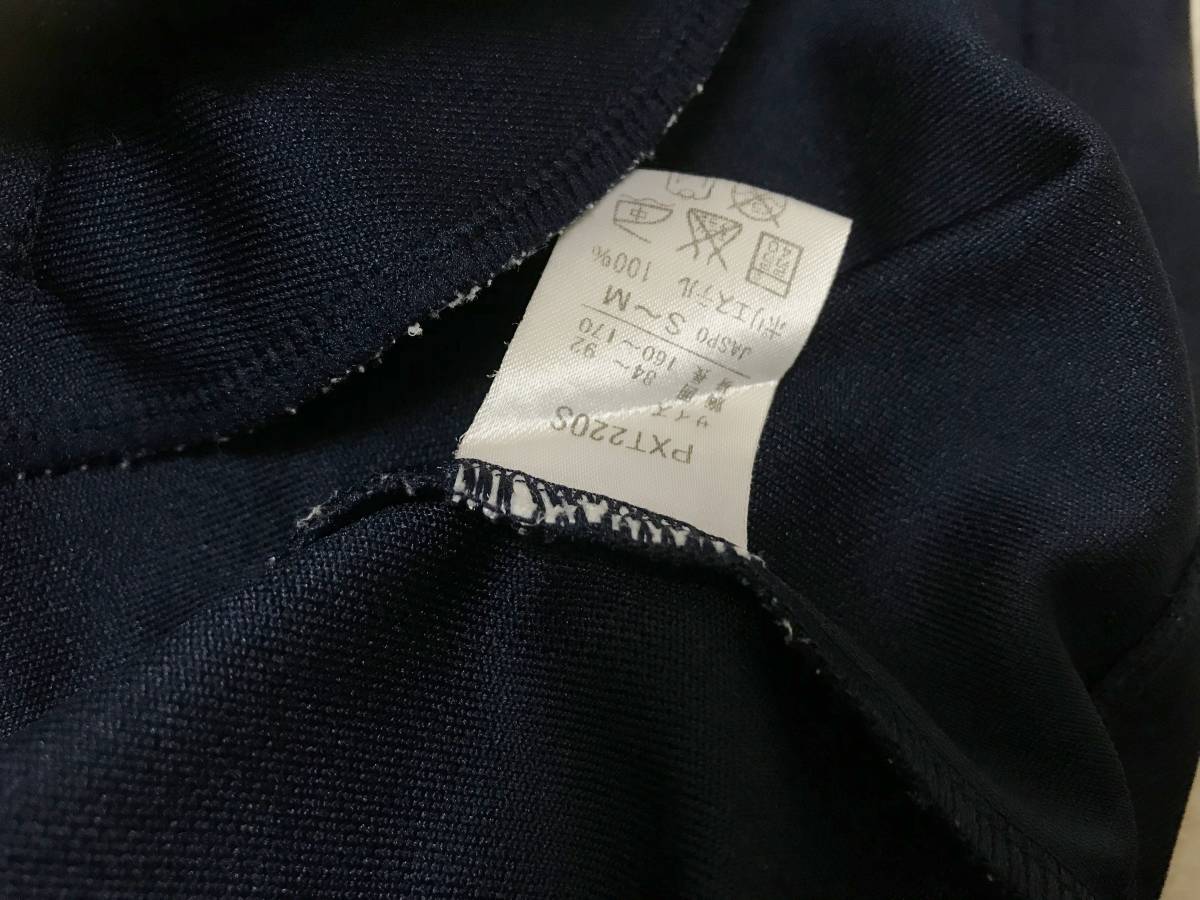 PXT220S
サイズ
胸囲 84～ 92
身長 160～170
JASPO S～M
ポリエステル 100%
中